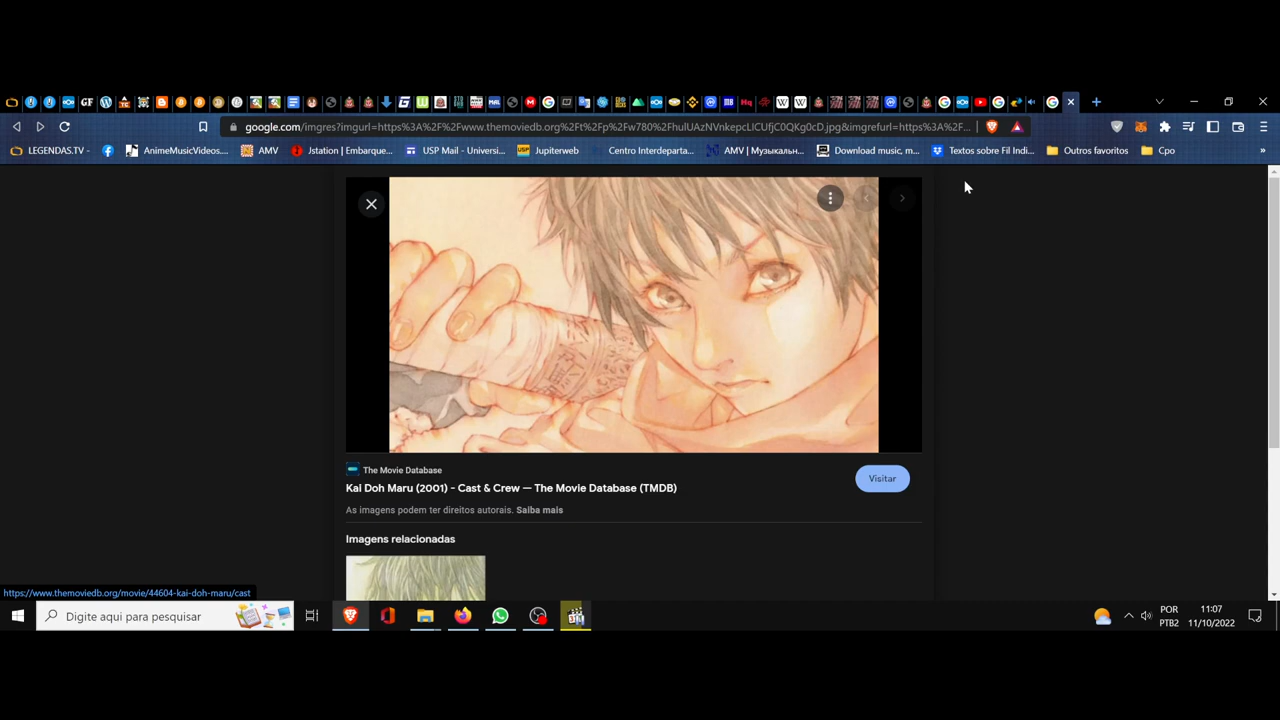 google.com/imgres?imgurl=https%3A%2F%2Fwww.themoviedb.org%2Ft%2Fp%2Fw780%2FhulUAzNVnkepcLlCUfjC0QKg0cD.jpg&imgrefurl=https%3A%2F...
LEGENDAS.TV -
AnimeMusicVideos...
AMV
Jstation | Embarque...
USP Mail - Universi...
Jupiterweb
Centro Interdeparta...
AMV | Музыкальн...
Download music, m...
Textos sobre Fil Indi...
Outros favoritos
Cpo
The Movie Database
Kai Doh Maru (2001) - Cast & Crew — The Movie Database (TMDB)
Visitar
As imagens podem ter direitos autorais. Saiba mais
Imagens relacionadas
https://www.themoviedb.org/movie/44604-kai-doh-maru/cast
Digite aqui para pesquisar
POR
PTB2
11:07
11/10/2022